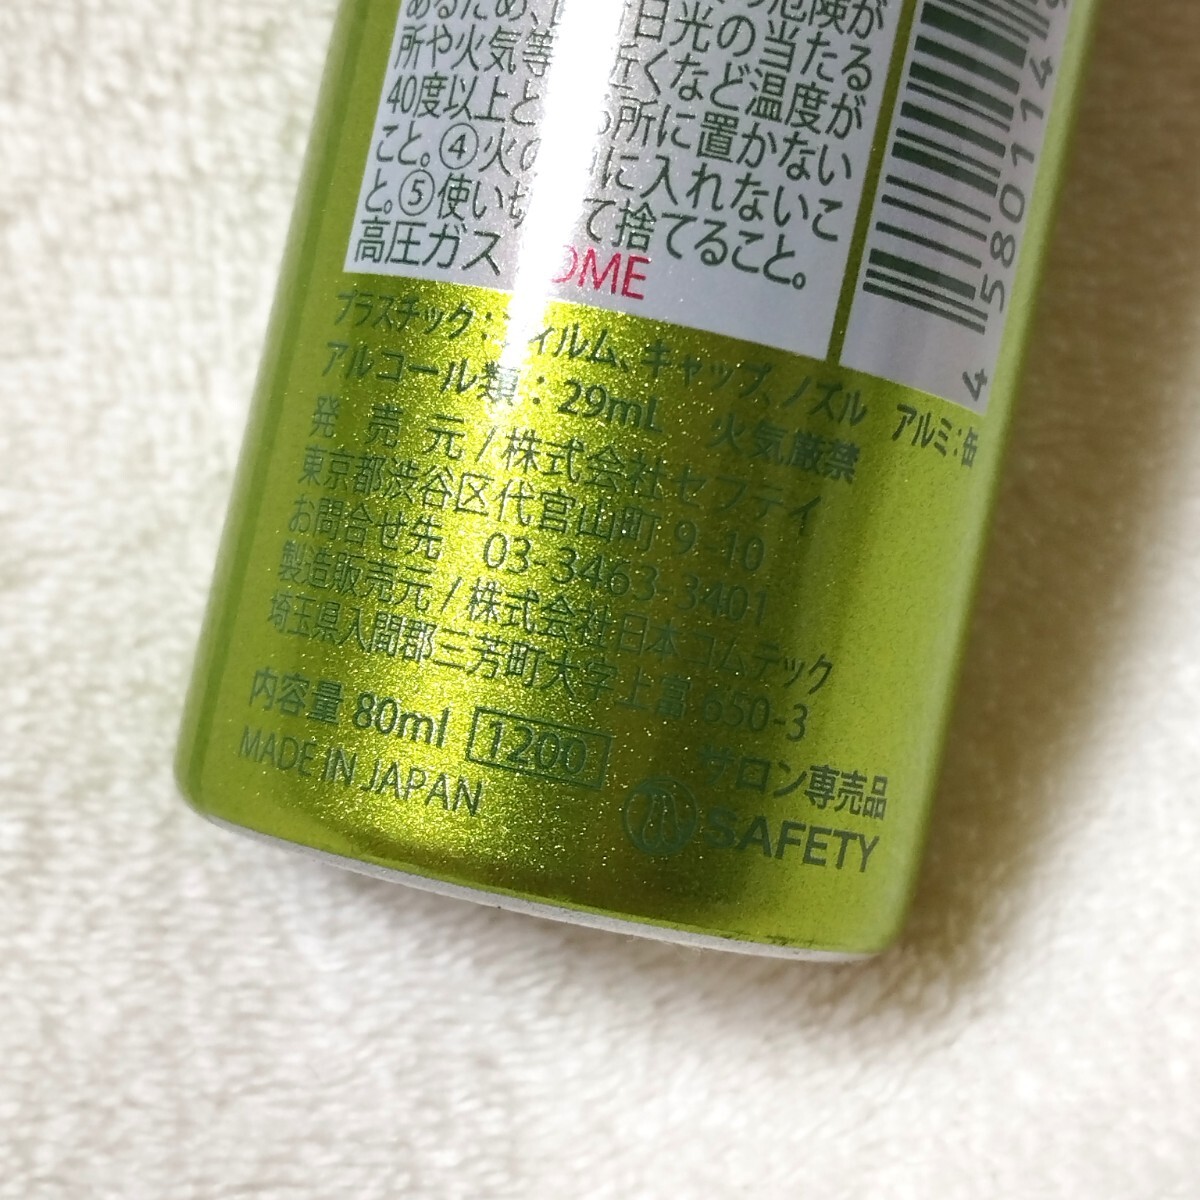 あるため、 日 の危険が
所や火気等 近くなど温度が
光の当たる
40度以上と 所に置かない
こと。④火の 中に入れないこ
と。⑤使い切って捨てること。
高圧ガス OME
プラスチック：フィルム、キャップ、ノズル アルミ：缶
アルコール類：29mL 火気厳禁
発 売 元 / 株式会社セフティ
東京都渋谷区代官山町 9-10
お問合せ先 03-3463-3401
製造販売元 / 株式会社日本コムテック
埼玉県入間郡三芳町大字上富 650-3
内容量 80ml 1200 サロン専売品
MADE IN JAPAN SAFETY
4 580114